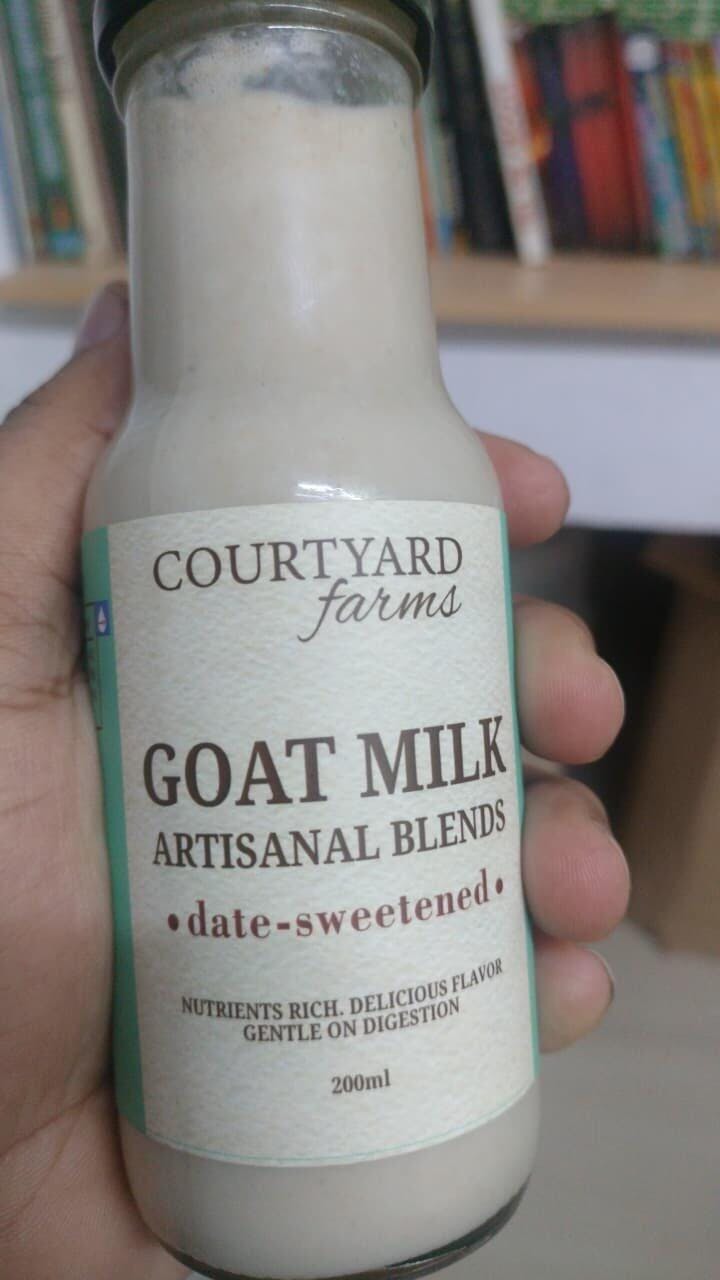 COURTYARD
farms
GOAT MILK
ARTISANAL BLENDS
•date-sweetened•
NUTRIENTS RICH. DELICIOUS FLAVOR
GENTLE ON DIGESTION
200ml